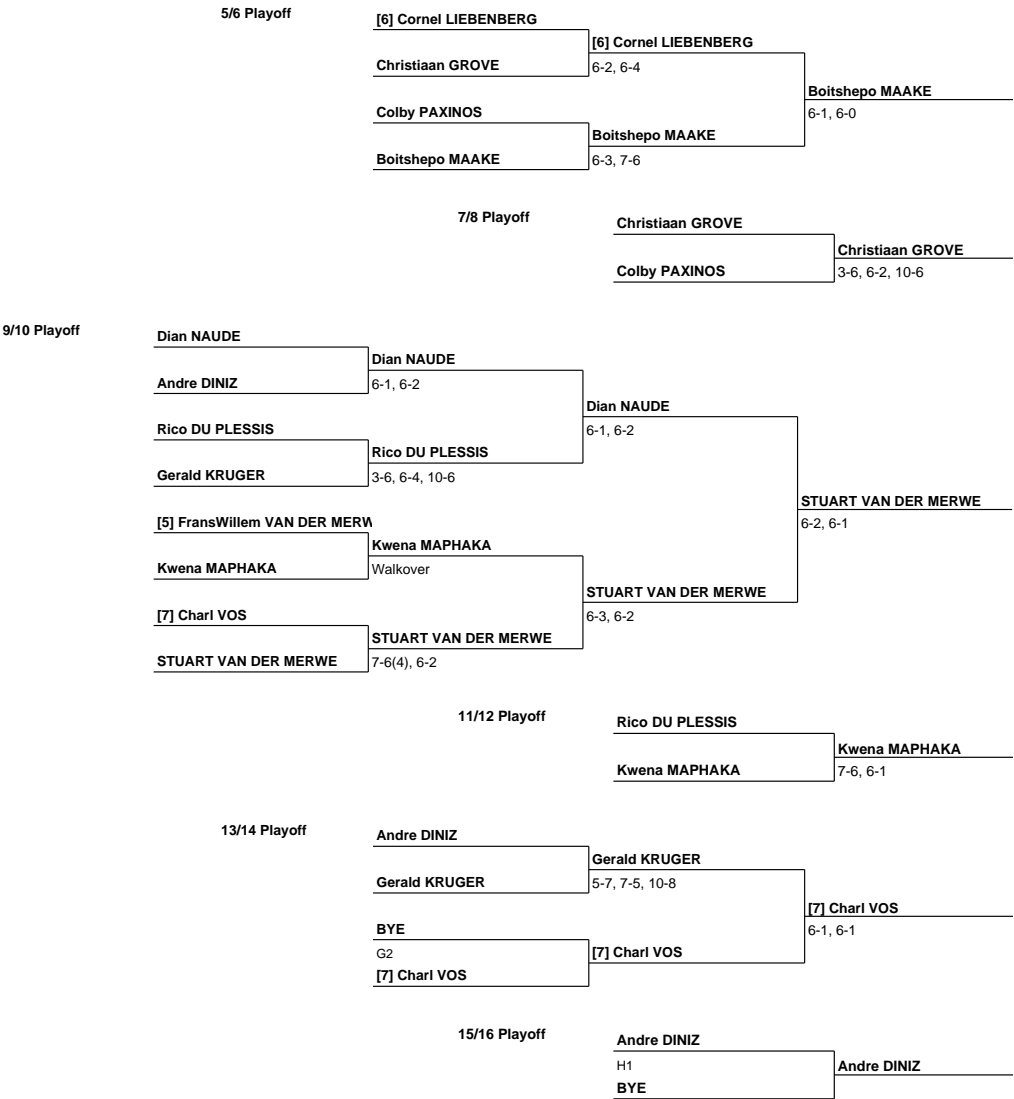 5/6 Playoff
[6] Cornel LIEBENBERG
[6] Cornel LIEBENBERG
Christiaan GROVE
6-2, 6-4
Boitshepo MAAKE
6-1, 6-0
Colby PAXINOS
Boitshepo MAAKE
Boitshepo MAAKE
6-3, 7-6
7/8 Playoff
Christiaan GROVE
Christiaan GROVE
Colby PAXINOS
3-6, 6-2, 10-6
9/10 Playoff
Dian NAUDE
Dian NAUDE
Andre DINIZ
6-1, 6-2
Dian NAUDE
6-1, 6-2
Rico DU PLESSIS
Rico DU PLESSIS
Gerald KRUGER
3-6, 6-4, 10-6
STUART VAN DER MERWE
6-2, 6-1
[5] FransWillem VAN DER MERW
Kwena MAPHAKA
Kwena MAPHAKA
Walkover
STUART VAN DER MERWE
6-3, 6-2
[7] Charl VOS
STUART VAN DER MERWE
STUART VAN DER MERWE
7-6(4), 6-2
11/12 Playoff
Rico DU PLESSIS
Kwena MAPHAKA
Kwena MAPHAKA
7-6, 6-1
13/14 Playoff
Andre DINIZ
Gerald KRUGER
Gerald KRUGER
5-7, 7-5, 10-8
[7] Charl VOS
6-1, 6-1
BYE
G2
[7] Charl VOS
[7] Charl VOS
15/16 Playoff
Andre DINIZ
H1
Andre DINIZ
BYE